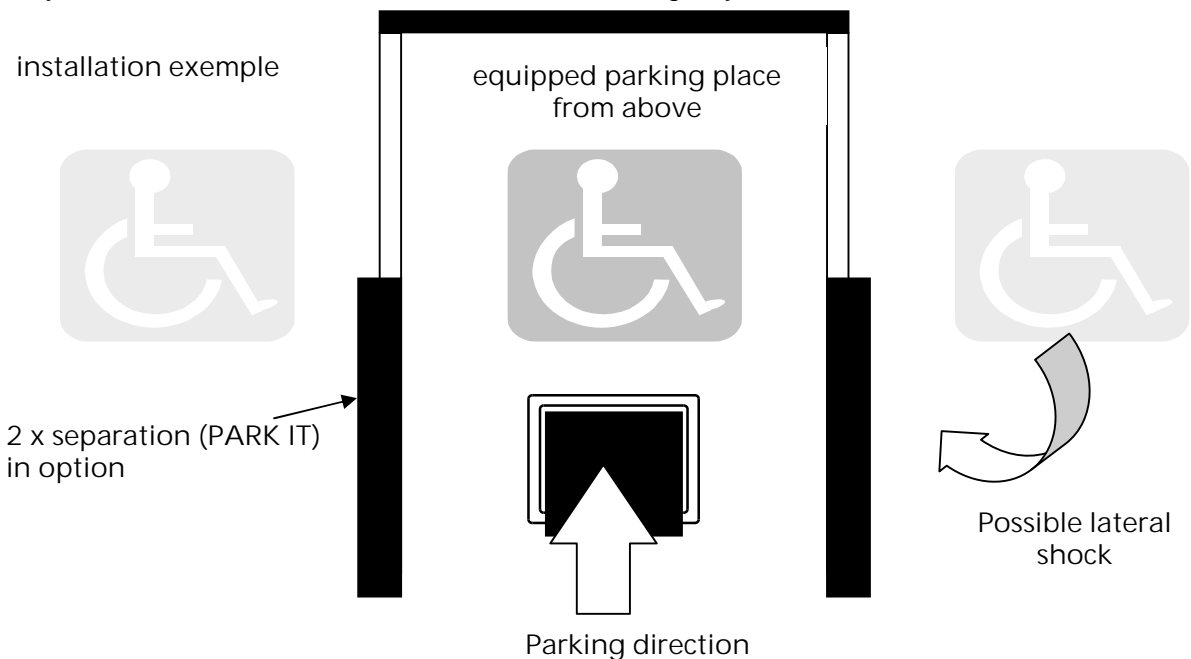 installation exemple
equipped parking place
from above
2 x separation (PARK IT)
in option
Possible lateral
shock
Parking direction